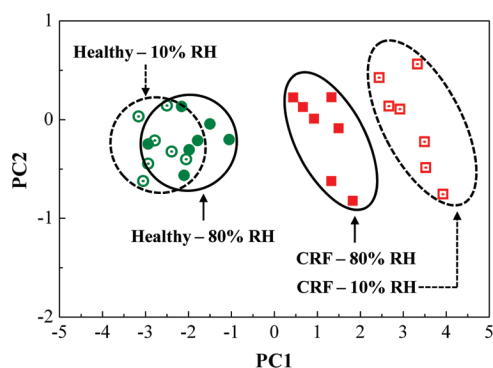 1
Healthy – 10% RH
0
PC2
-1
Healthy – 80% RH
CRF – 80% RH
CRF – 10% RH
-2
-5 -4 -3 -2 -1 0 1 2 3 4 5
PC1